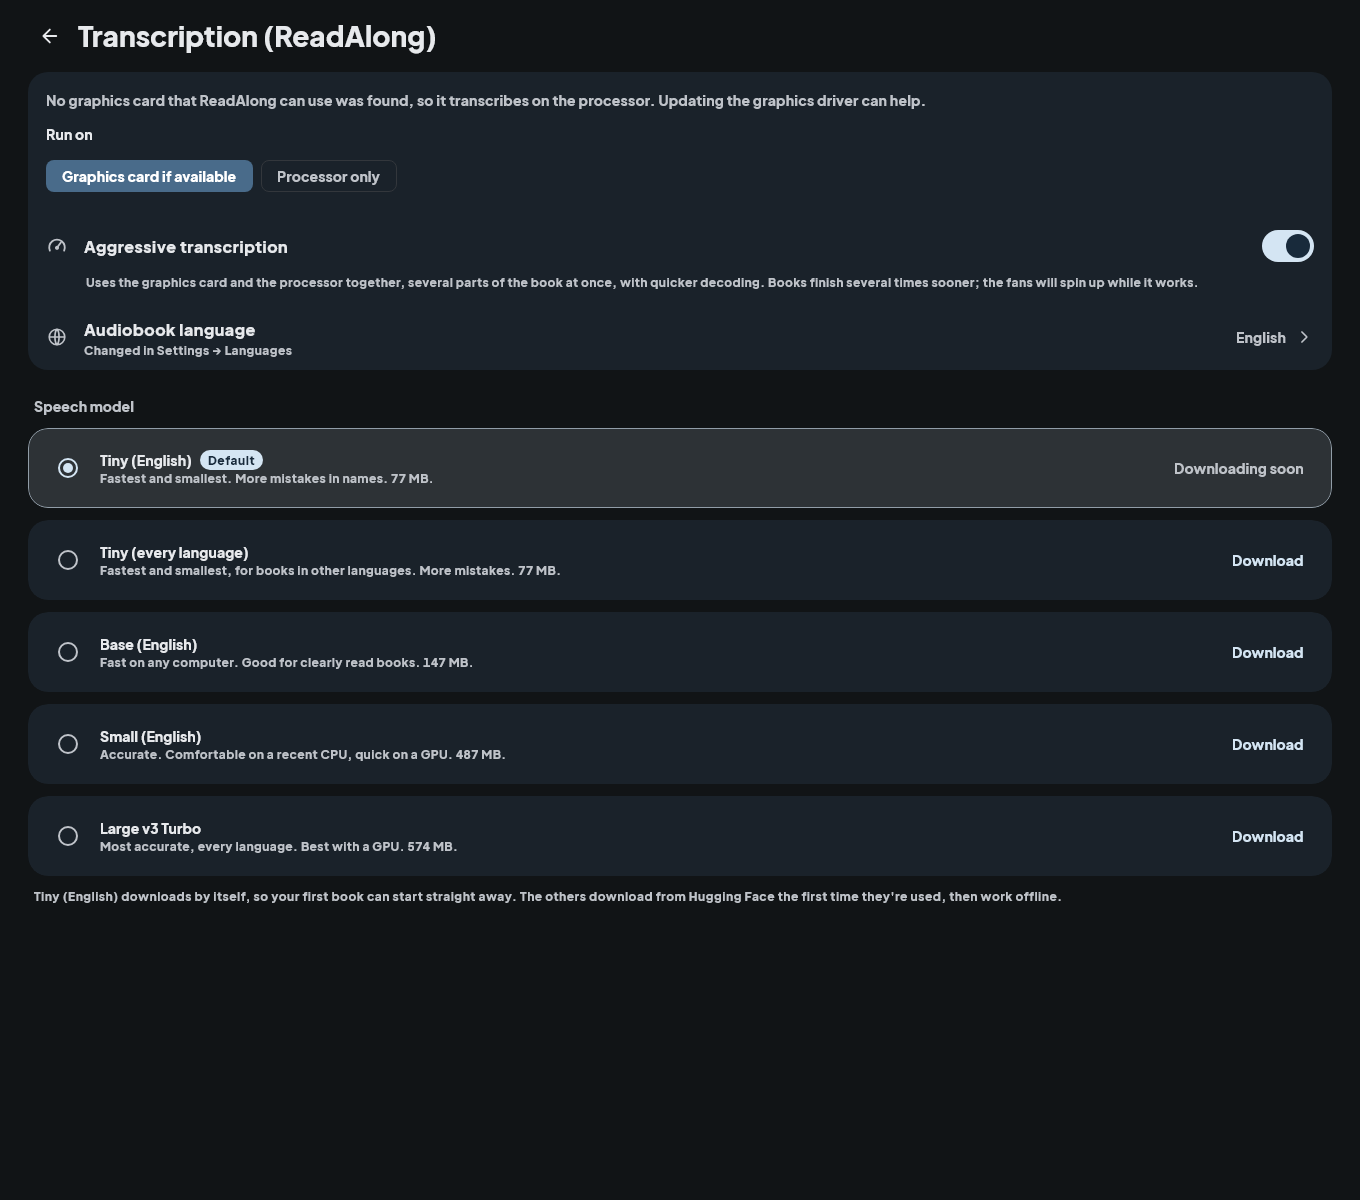 Transcription (ReadAlong)
No graphics card that ReadAlong can use was found, so it transcribes on the processor. Updating the graphics driver can help.
Run on
Graphics card if available
Processor only
Aggressive transcription
Uses the graphics card and the processor together, several parts of the book at once, with quicker decoding. Books finish several times sooner; the fans will spin up while it works.
Audiobook language
Changed in Settings → Languages
English
Speech model
Tiny (English) Default
Fastest and smallest. More mistakes in names. 77 MB.
Downloading soon
Tiny (every language)
Fastest and smallest, for books in other languages. More mistakes. 77 MB.
Download
Base (English)
Fast on any computer. Good for clearly read books. 147 MB.
Download
Small (English)
Accurate. Comfortable on a recent CPU, quick on a GPU. 487 MB.
Download
Large v3 Turbo
Most accurate, every language. Best with a GPU. 574 MB.
Download
Tiny (English) downloads by itself, so your first book can start straight away. The others download from Hugging Face the first time they're used, then work offline.